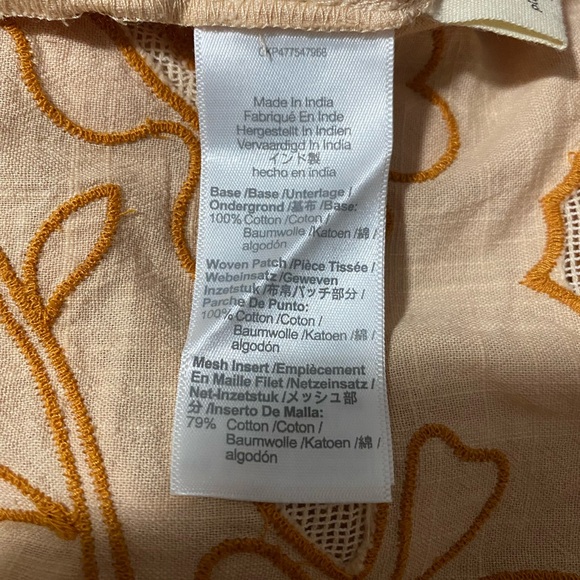 CKP477547966
Made In India
Fabriqué En Inde
Hergestellt In Indien
Vervaardigd In India
インド製
hecho en india
Base /Base /Unterlage /
Ondergrond /基布 /Base:
100% Cotton /Coton /
Baumwolle /Katoen /綿 /
algodón
Woven Patch /Pièce Tissée /
Webeinsatz /Geweven
Inzetstuk /布帛パッチ部分 /
Parche De Punto:
100% Cotton /Coton /
Baumwolle /Katoen /綿 /
algodón
Mesh Insert /Emplècement
En Maille Filet /Netzeinsatz /
Net-Inzetstuk /メッシュ部
分 /Inserto De Malla:
79% Cotton /Coton /
Baumwolle /Katoen /綿 /
algodón